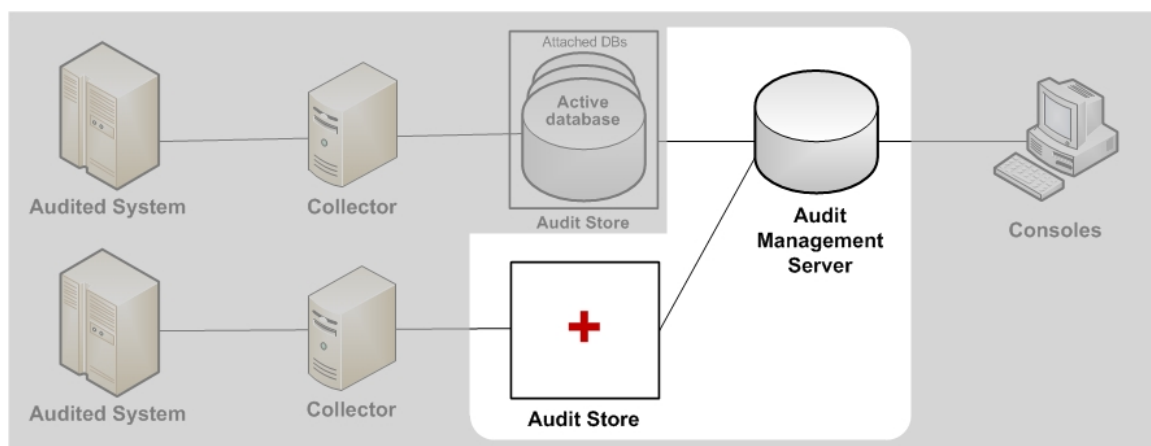 Attached DBs
Active
database
Audited System
Collector
Audit Store
Audit
Management
Server
Consoles
Audited System
Collector
Audit Store